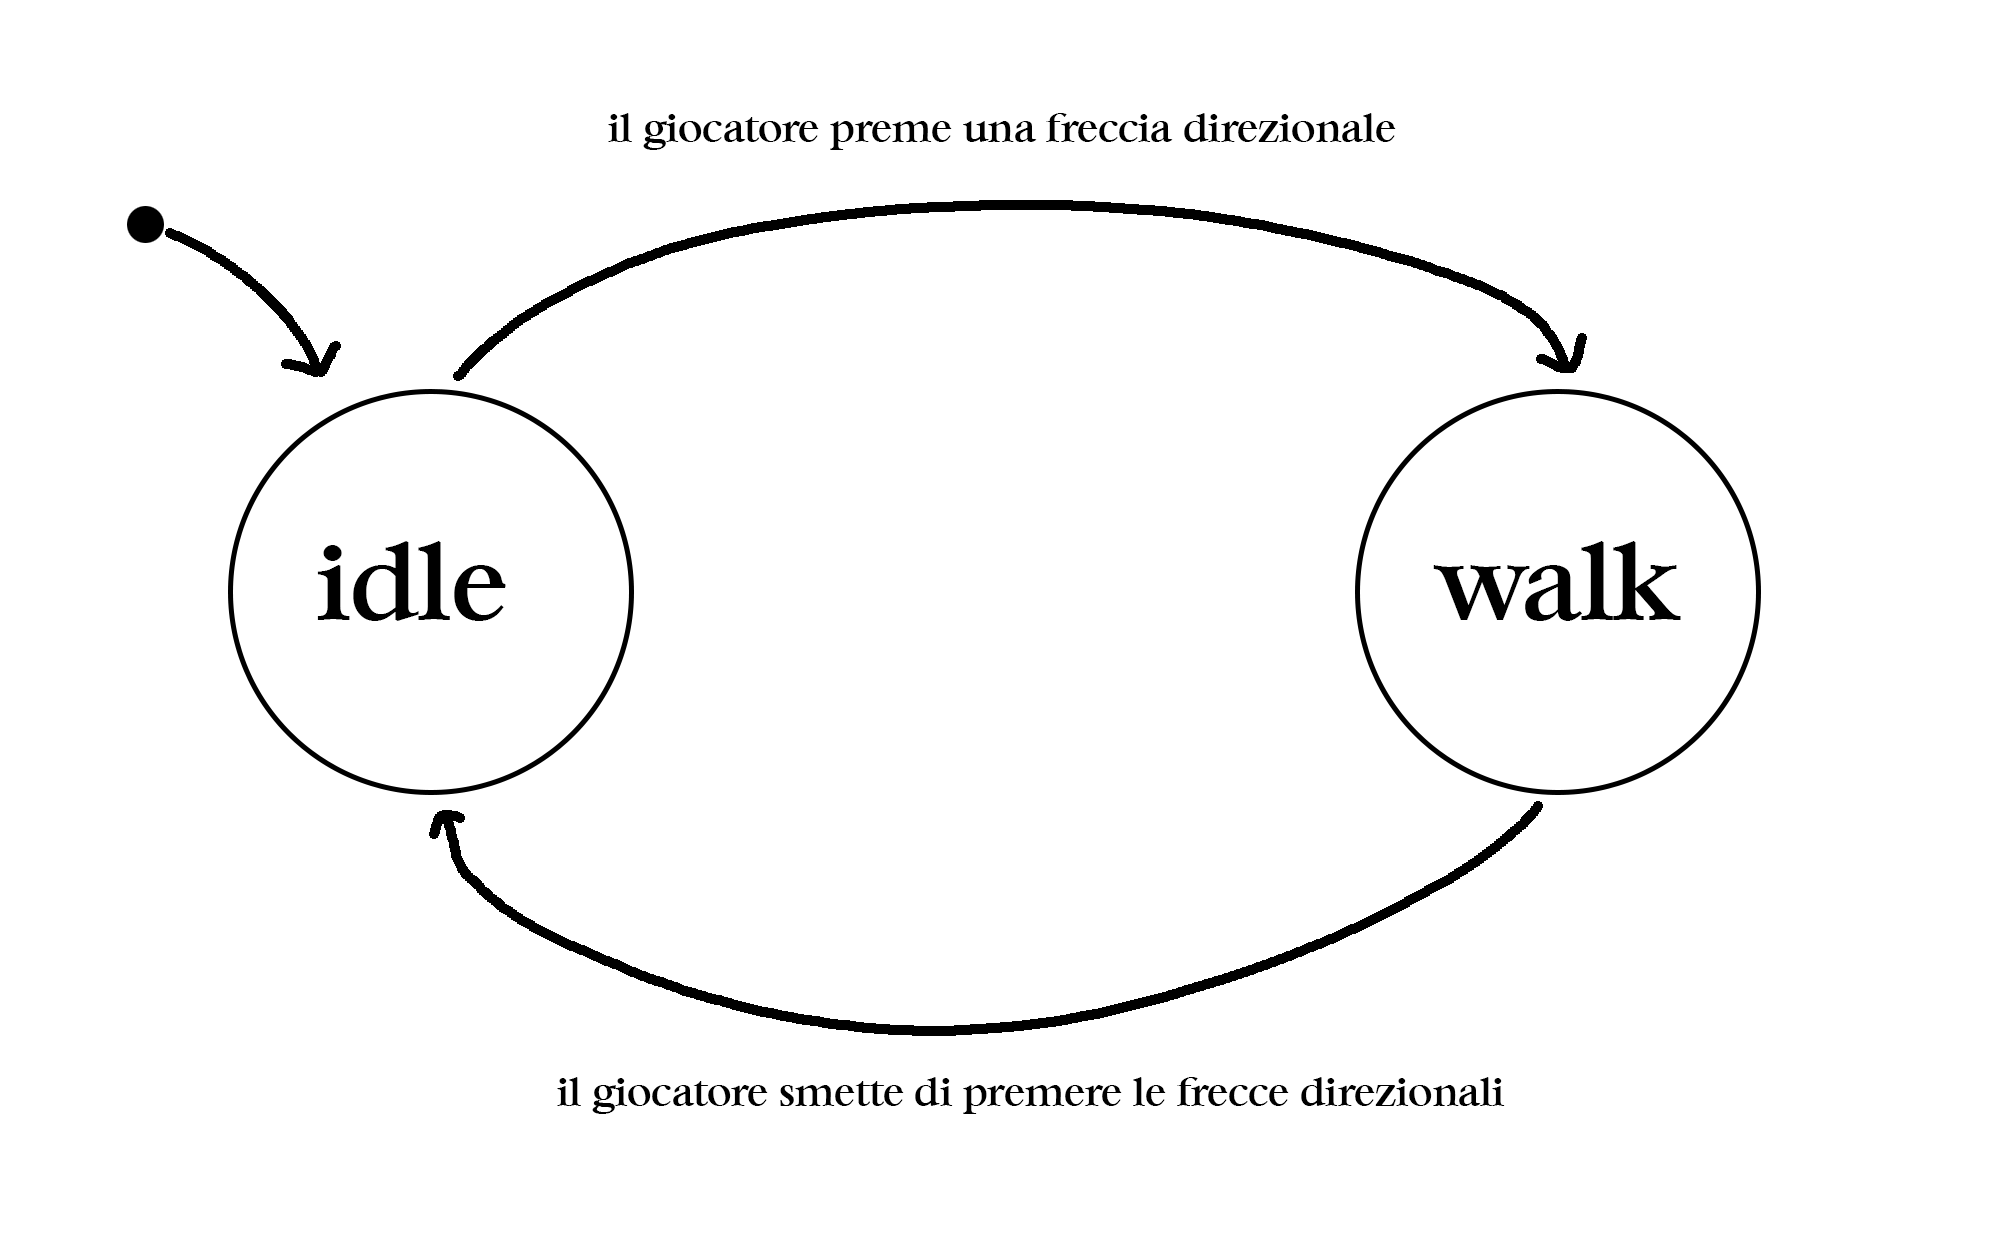 il giocatore preme una freccia direzionale
idle
walk
il giocatore smette di premere le frecce direzionali